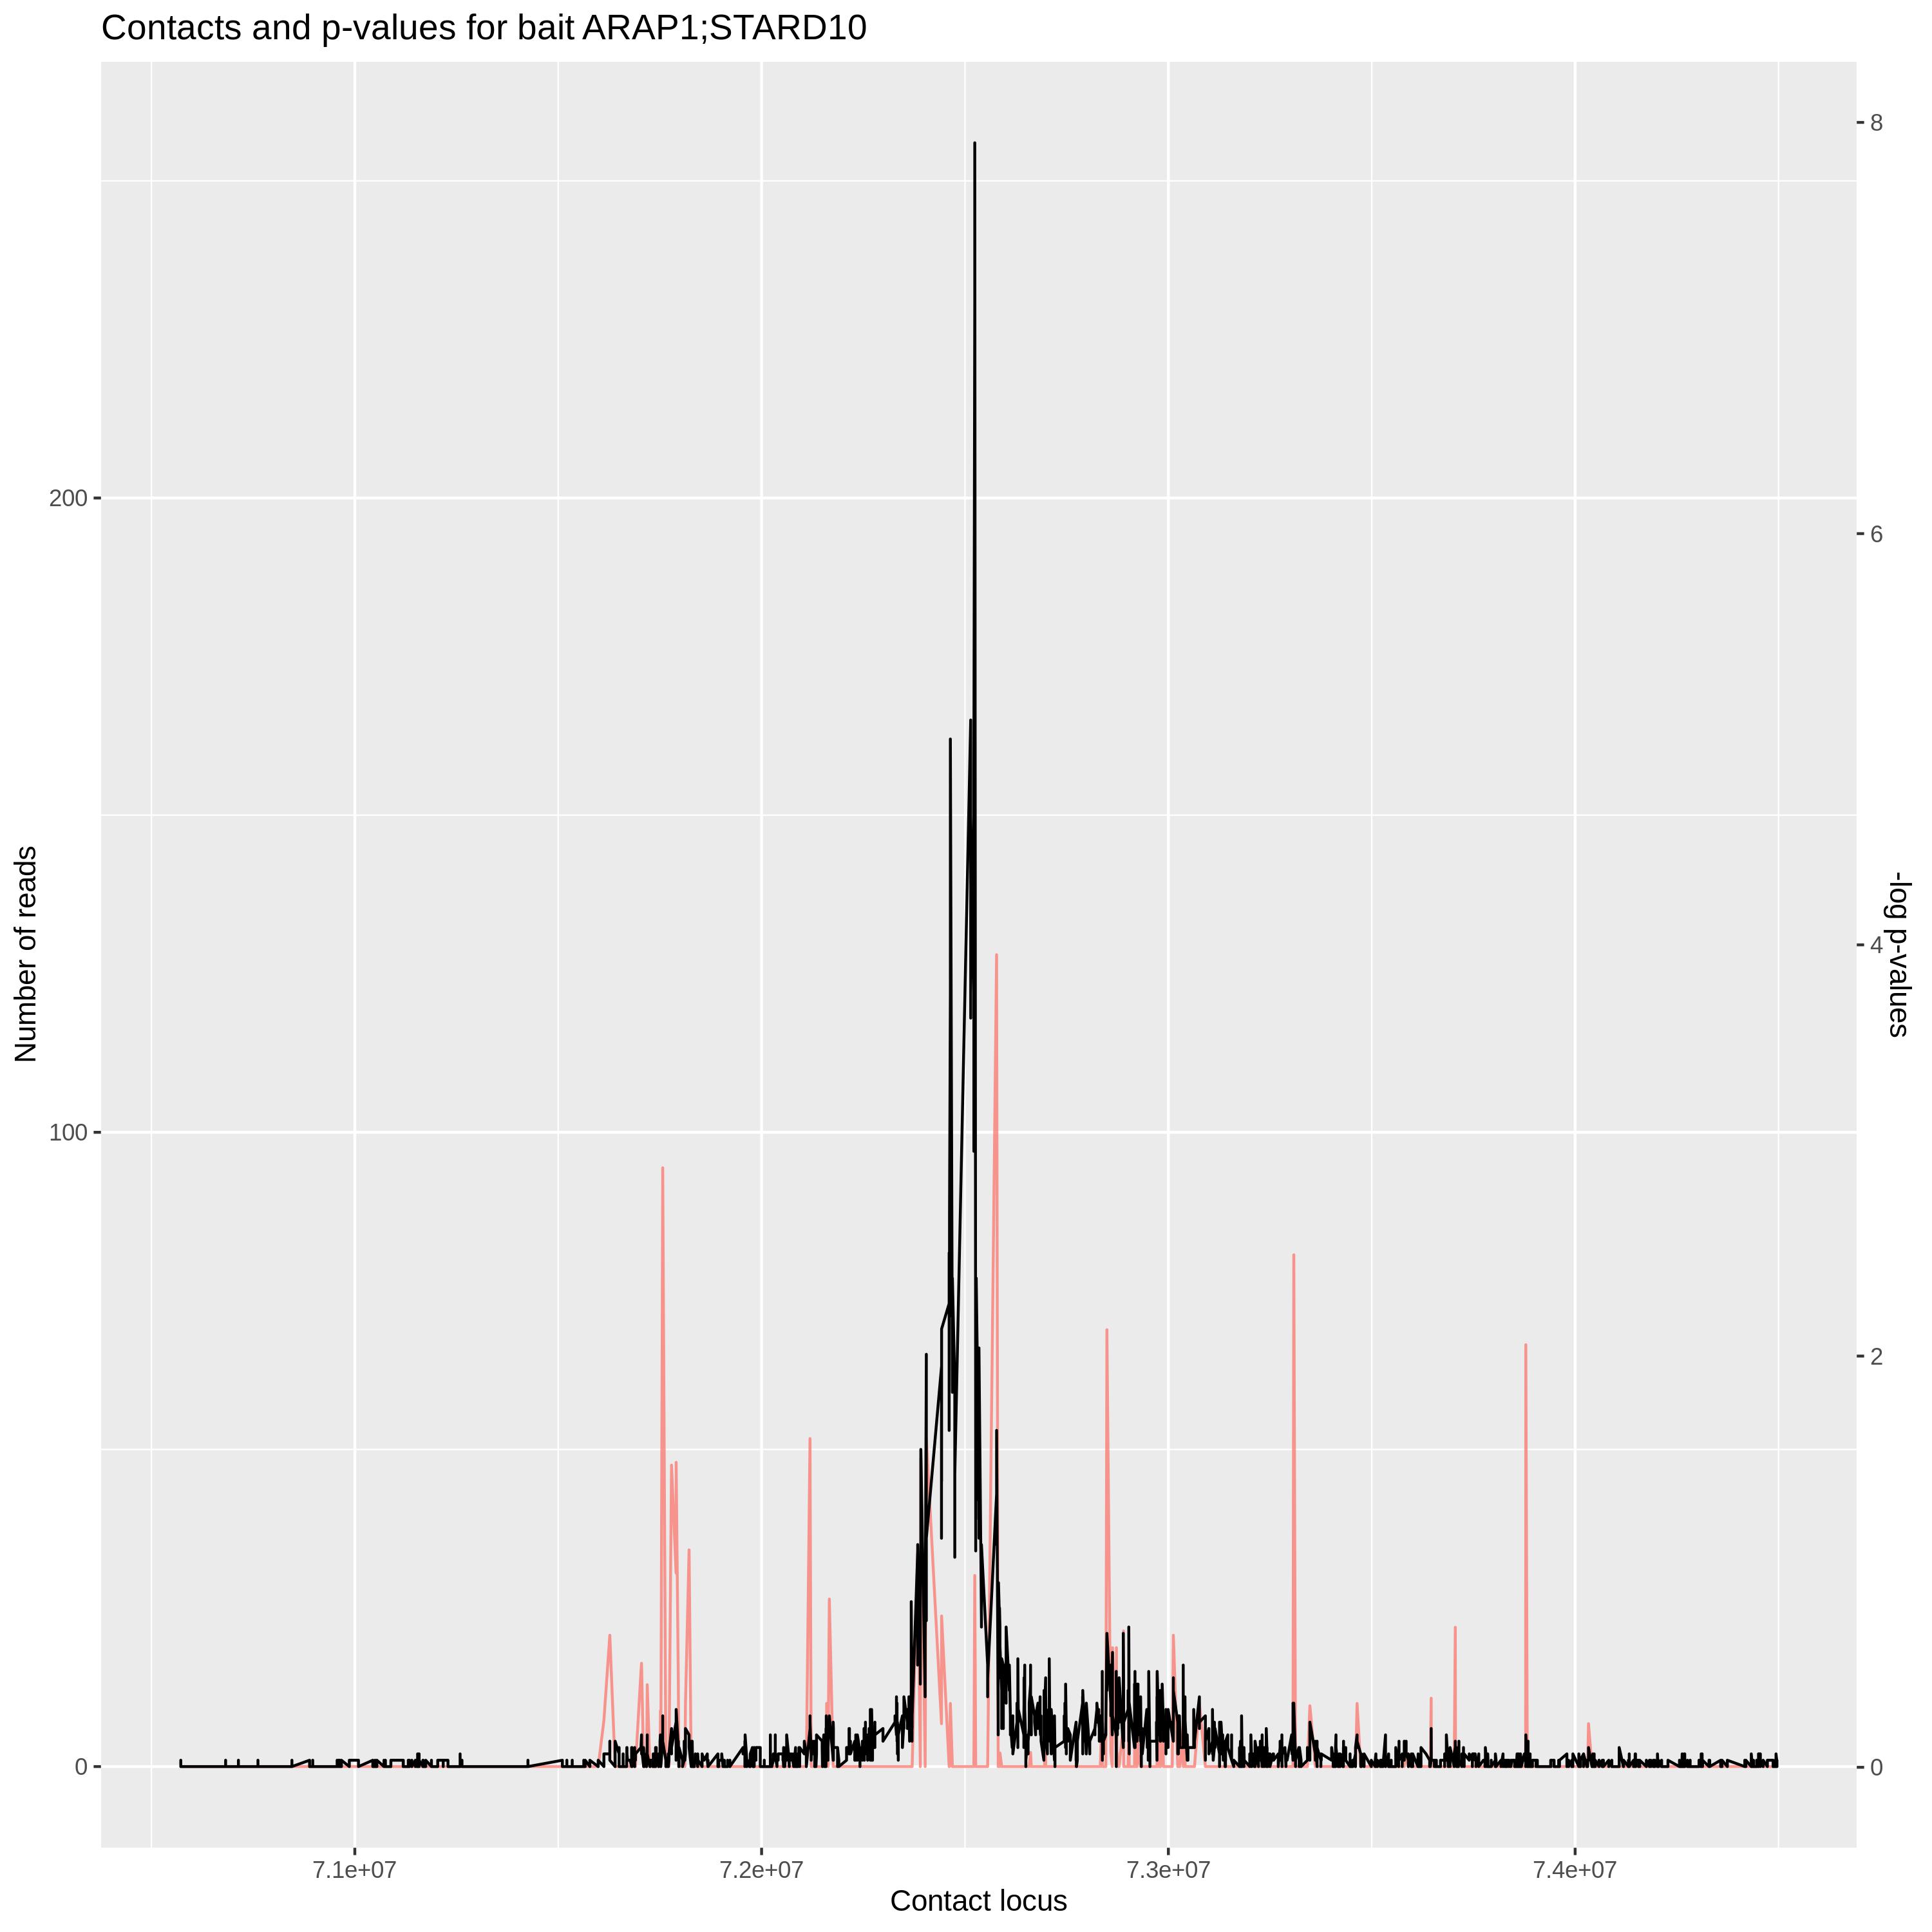 Contacts and p-values for bait ARAP1;STARD10
Number of reads
200
100
0
8
6
4
2
0
-log p-values
7.1e+07
7.2e+07
7.3e+07
7.4e+07
Contact locus